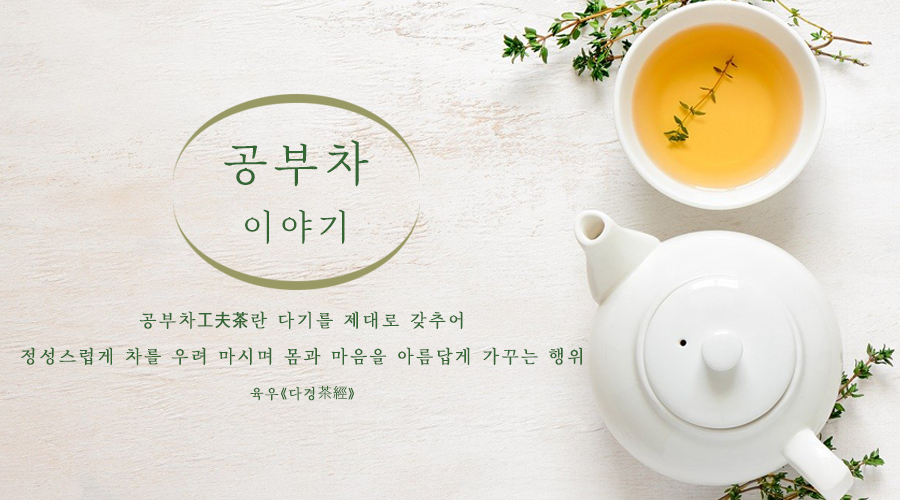 공부차
이야기
공부차工夫茶란 다기를 제대로 갖추어
정성스럽게 차를 우려 마시며 몸과 마음을 아름답게 가꾸는 행위
육우《다경茶經》